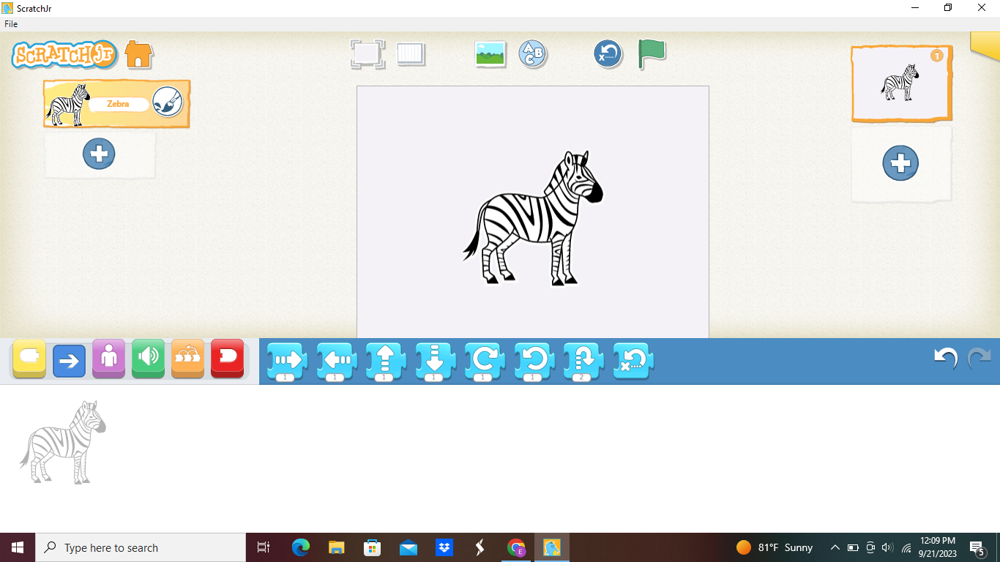 ScratchJr
File
SCRATCHJr
ABC
x
1
Zebra
1
1
1
1
1
1
2
x
Type here to search
E
81°F Sunny
12:09 PM
9/21/2023
5